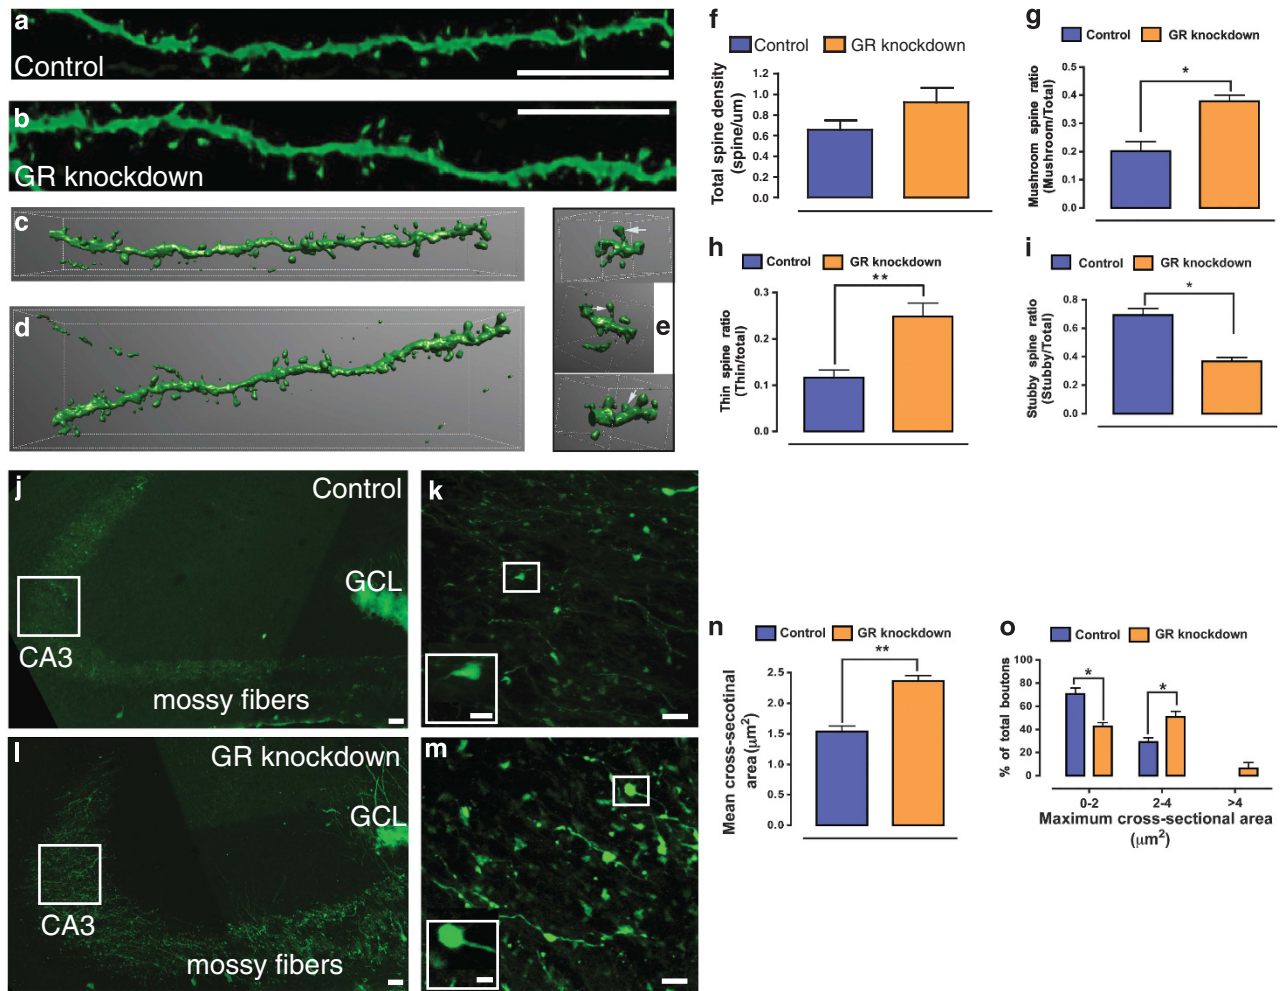 a
Control
b
GR knockdown
c
d
e
f
Control GR knockdown
Total spine density
(spine/um)
1.2
1.0
0.8
0.6
0.4
0.2
0.0
g
Control GR knockdown
Mushroom spine ratio
(Mushroom/Total)
0.5
0.4
0.3
0.2
0.1
0.0
*
h
Control GR knockdown
Thin spine ratio
(Thin/total)
0.3
0.2
0.1
0.0
**
i
Control GR knockdown
Stubby spine ratio
(Stubby/Total)
0.8
0.6
0.4
0.2
0.0
*
j
Control
GCL
CA3
mossy fibers
k
l
GR knockdown
GCL
CA3
mossy fibers
m
n
Control GR knockdown
Mean cross-secotinal
area (μm²)
2.5
2.0
1.5
1.0
0.5
0.0
**
o
Control GR knockdown
% of total boutons
100
80
60
40
20
0
*
*
0-2 2-4 >4
Maximum cross-sectional area
(μm²)